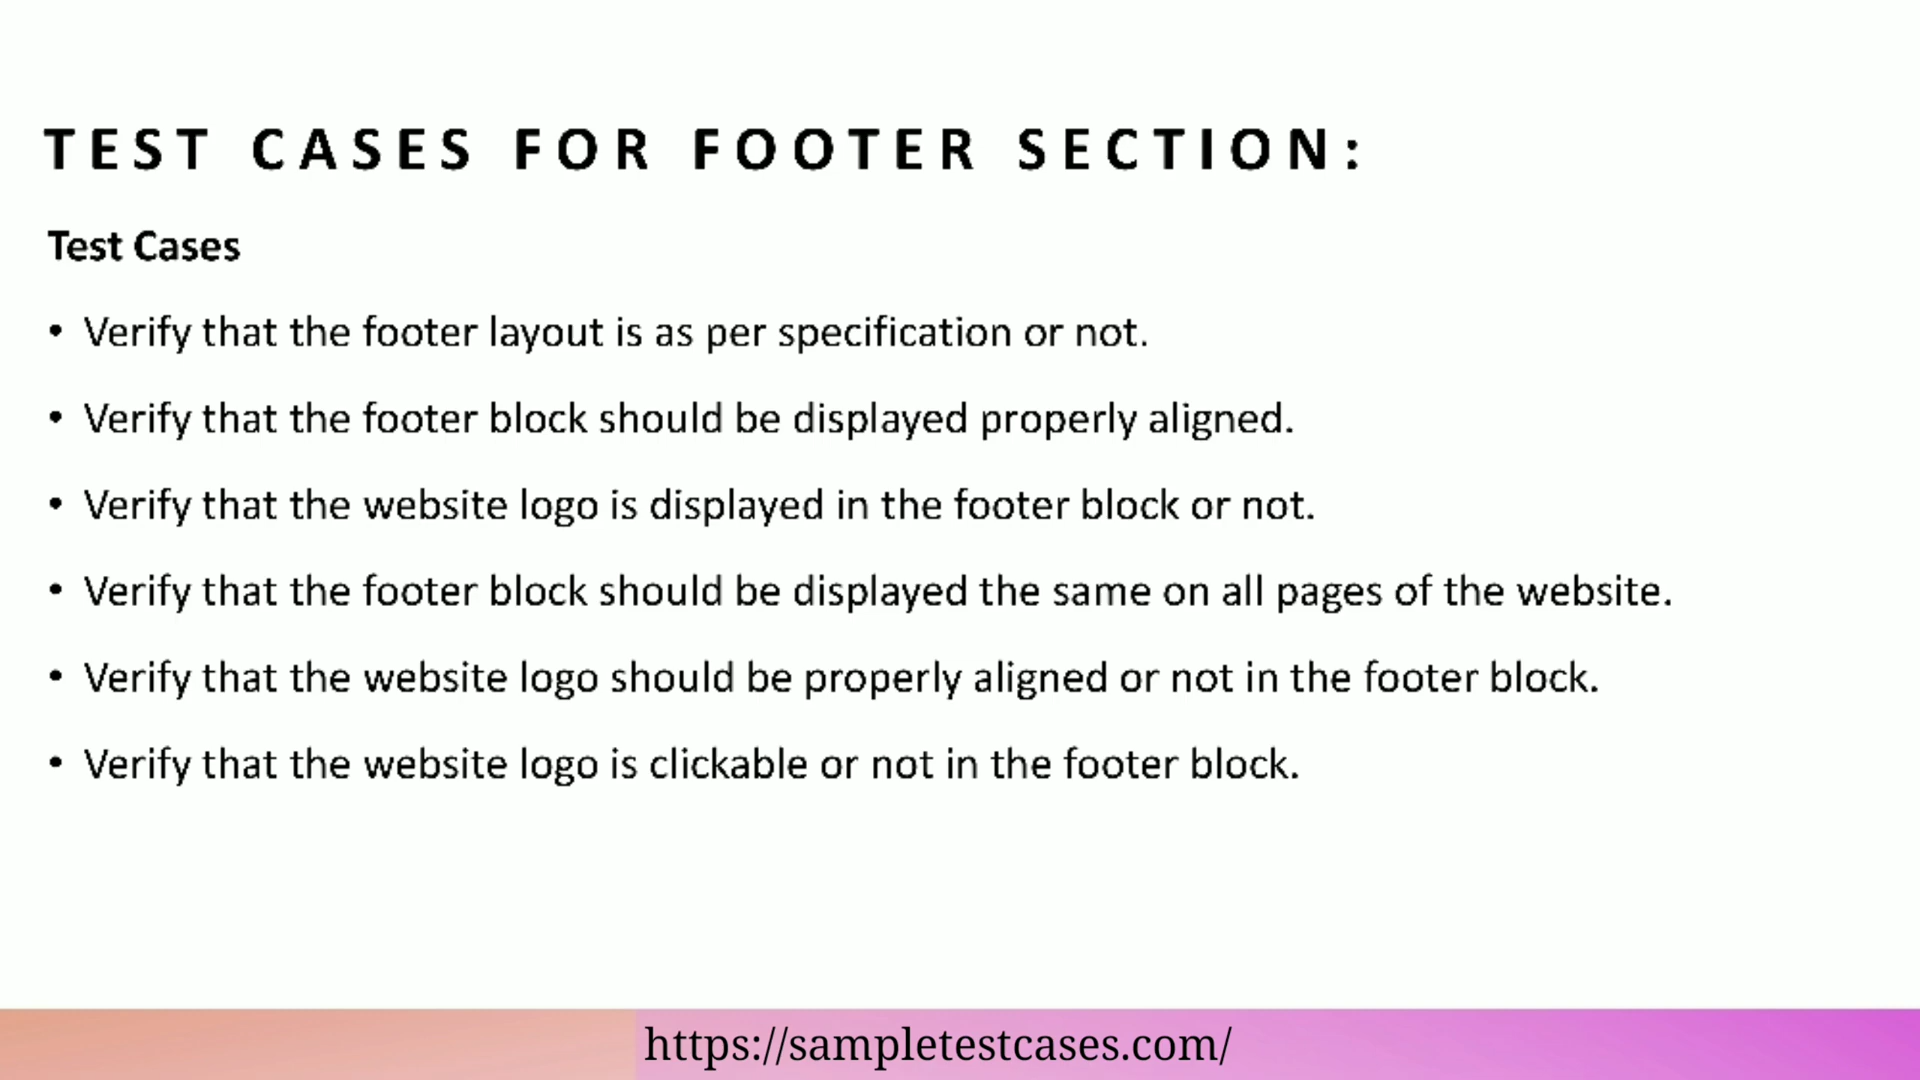 TEST CASES FOR FOOTER SECTION:
Test Cases
• Verify that the footer layout is as per specification or not.
• Verify that the footer block should be displayed properly aligned.
• Verify that the website logo is displayed in the footer block or not.
• Verify that the footer block should be displayed the same on all pages of the website.
• Verify that the website logo should be properly aligned or not in the footer block.
• Verify that the website logo is clickable or not in the footer block.
https://sampletestcases.com/